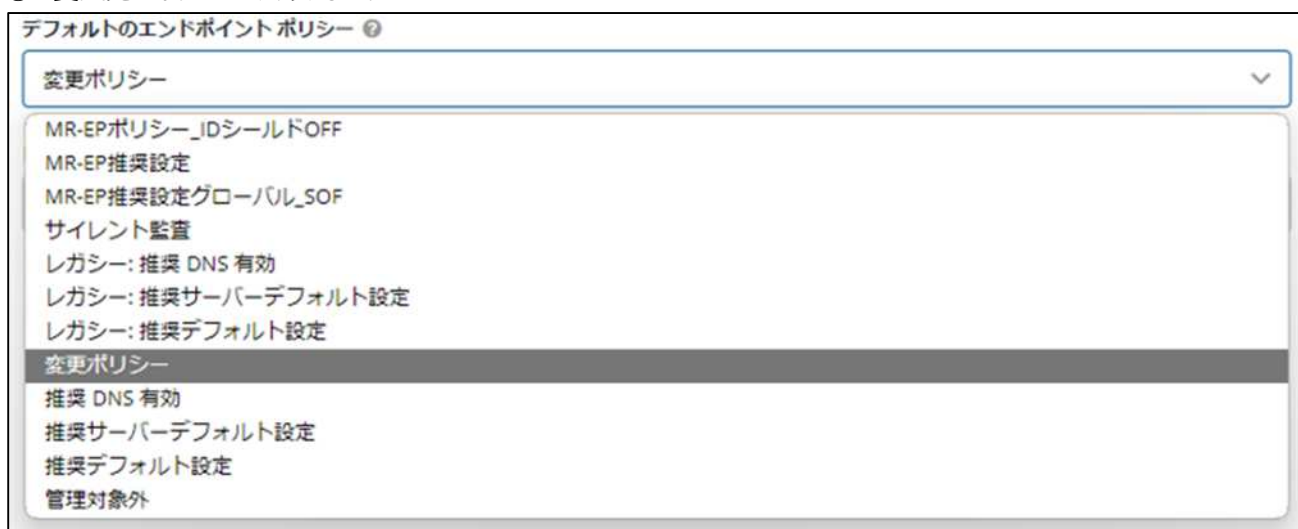 デフォルトのエンドポイント ポリシー
変更ポリシー
MR-EPポリシー_IDシールドOFF
MR-EP推奨設定
MR-EP推奨設定グローバル_SOF
サイレント監査
レガシー: 推奨 DNS 有効
レガシー: 推奨サーバーデフォルト設定
レガシー: 推奨デフォルト設定
変更ポリシー
推奨 DNS 有効
推奨サーバーデフォルト設定
推奨デフォルト設定
管理対象外